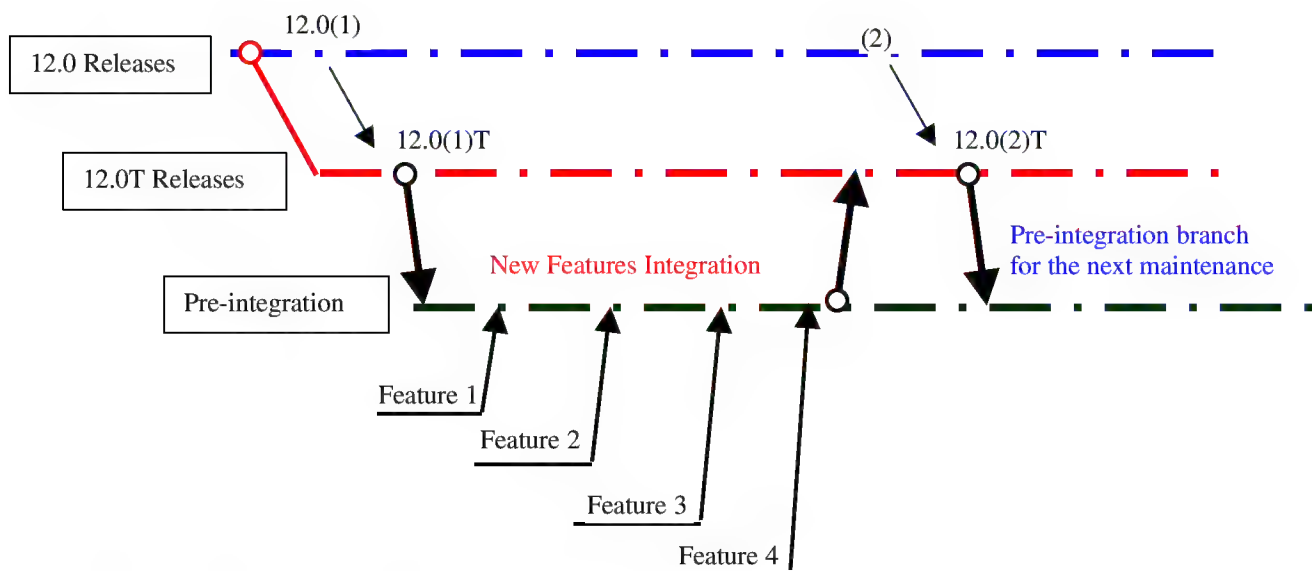 12.0(1)
(2)
12.0 Releases
12.0(1)T
12.0(2)T
12.0T Releases
Pre-integration branch
for the next maintenance
New Features Integration
Pre-integration
Feature 1
Feature 2
Feature 3
Feature 4